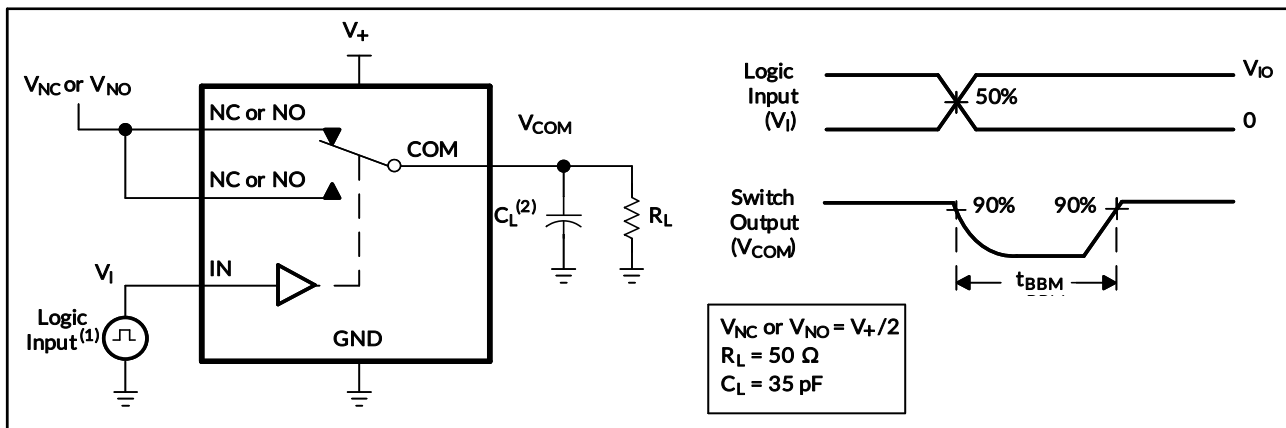 V+
VNC or VNO
NC or NO
VCOM
COM
NC or NO
CL(2)
RL
VI
IN
Logic
Input(1)
GND
Logic
Input
(VI)
VIO
50%
0
Switch
Output
(VCOM)
90%
90%
tBBM
VNC or VNO = V+/2
RL = 50 Ω
CL = 35 pF